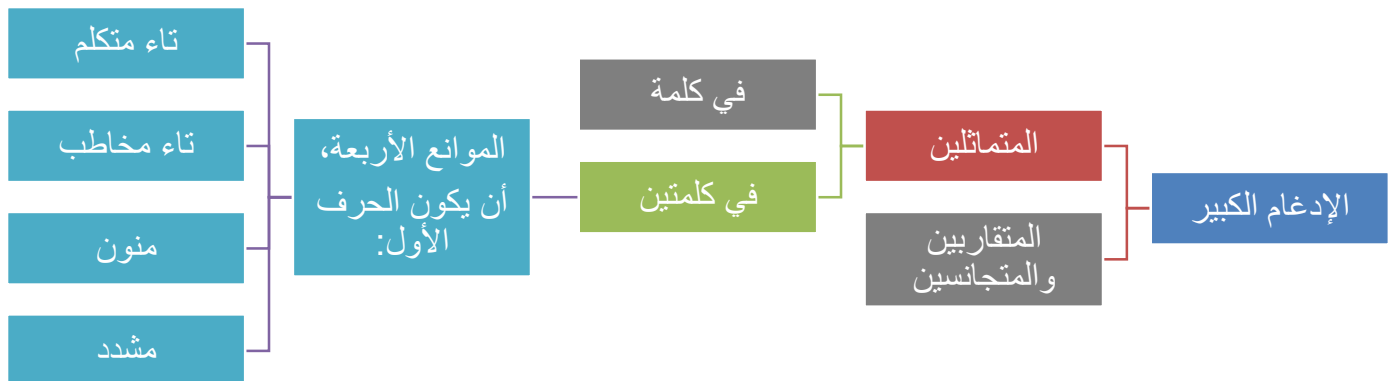 الإدغام الكبير
المتماثلين
المتقاربين
والمتجانسين
في كلمة
في كلمتين
الموانع الأربعة،
أن يكون الحرف
الأول:
تاء متكلم
تاء مخاطب
منون
مشدد